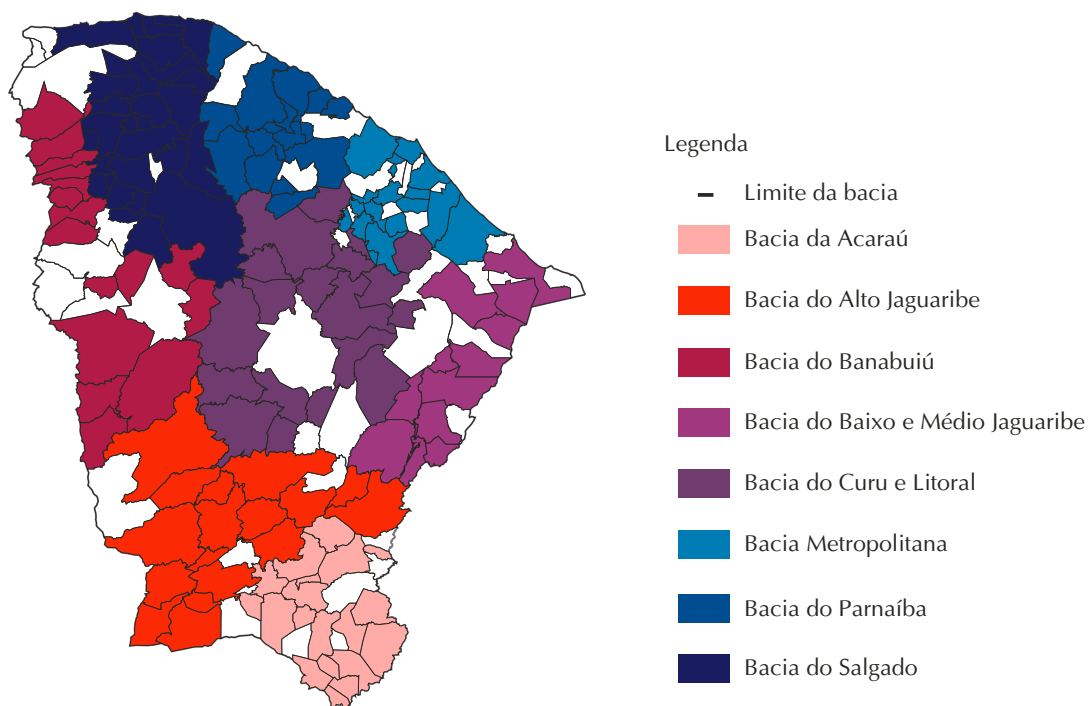 Legenda
Limite da bacia
Bacia da Acaraú
Bacia do Alto Jaguaribe
Bacia do Banabuiú
Bacia do Baixo e Médio Jaguaribe
Bacia do Curu e Litoral
Bacia Metropolitana
Bacia do Parnaíba
Bacia do Salgado